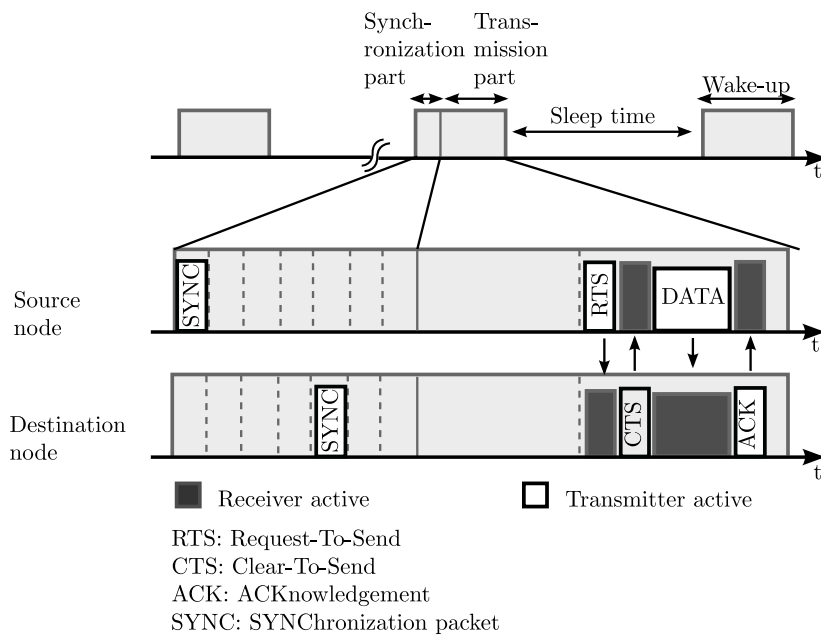 Synch-
ronization
part
Trans-
mission
part
Sleep time
Wake-up
t
Source
node
SYNC
RTS
DATA
t
Destination
node
SYNC
CTS
ACK
t
Receiver active
Transmitter active
RTS: Request-To-Send
CTS: Clear-To-Send
ACK: ACKnowledgement
SYNC: SYNChronization packet